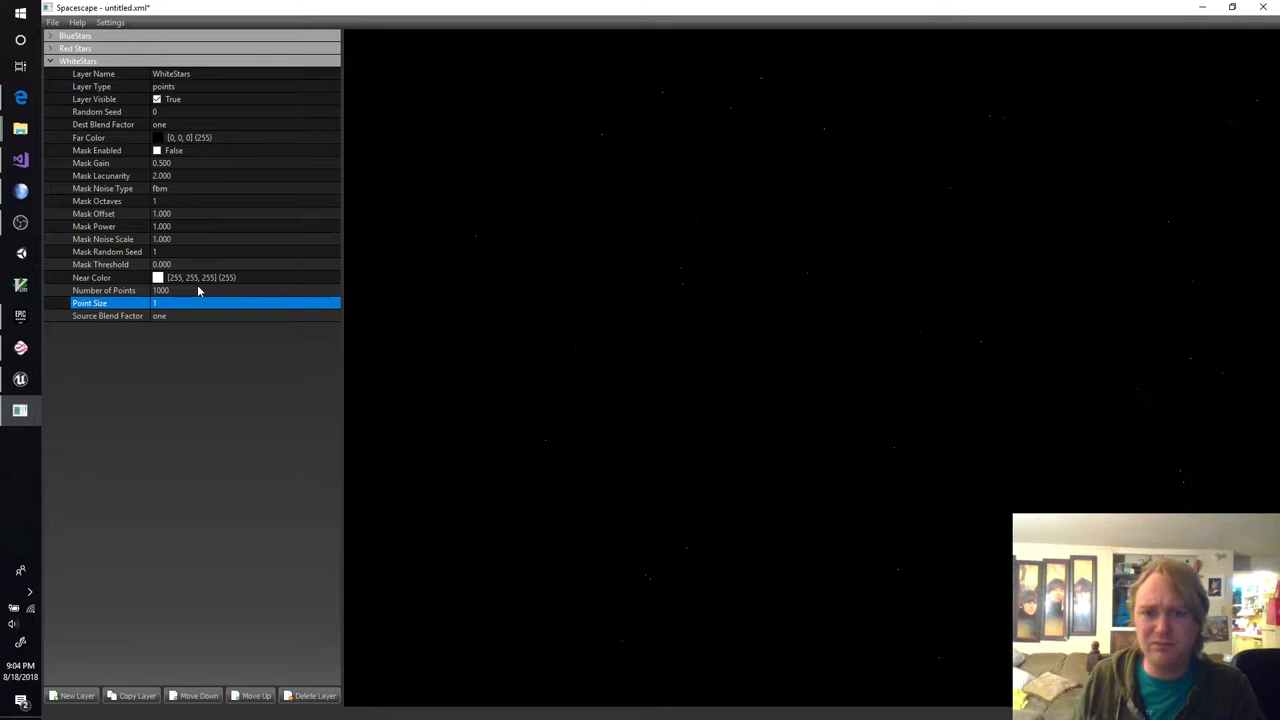 Spacescape - untitled.xml*
File Help Settings
BlueStars
Red Stars
WhiteStars
Layer Name WhiteStars
Layer Type points
Layer Visible True
Random Seed 0
Dest Blend Factor one
Far Color [0, 0, 0] (255)
Mask Enabled False
Mask Gain 0.500
Mask Lacunarity 2.000
Mask Noise Type fbm
Mask Octaves 1
Mask Offset 1.000
Mask Power 1.000
Mask Noise Scale 1.000
Mask Random Seed 1
Mask Threshold 0.000
Near Color [255, 255, 255] (255)
Number of Points 1000
Point Size 1
Source Blend Factor one
New Layer Copy Layer Move Down Move Up Delete Layer
9:04 PM
8/18/2018